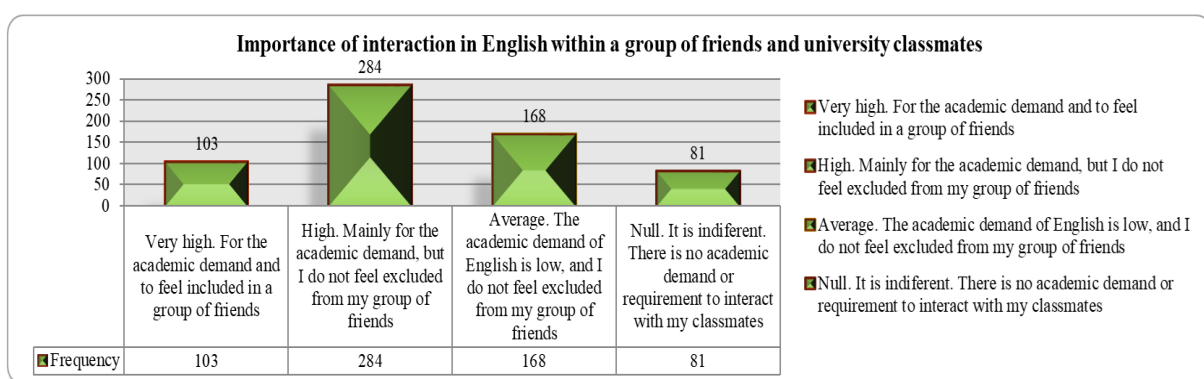 Importance of interaction in English within a group of friends and university classmates
300
250
200
150
100
50
0
103
284
168
81
Very high. For the
academic demand and
to feel included in a
group of friends
High. Mainly for the
academic demand, but
I do not feel excluded
from my group of
friends
Average. The
academic demand of
English is low, and I
do not feel excluded
from my group of
friends
Null. It is indiferent.
There is no academic
demand or
requirement to interact
with my classmates
Frequency 103 284 168 81
Very high. For the academic demand and to feel
included in a group of friends
High. Mainly for the academic demand, but I do not
feel excluded from my group of friends
Average. The academic demand of English is low, and I
do not feel excluded from my group of friends
Null. It is indiferent. There is no academic demand or
requirement to interact with my classmates